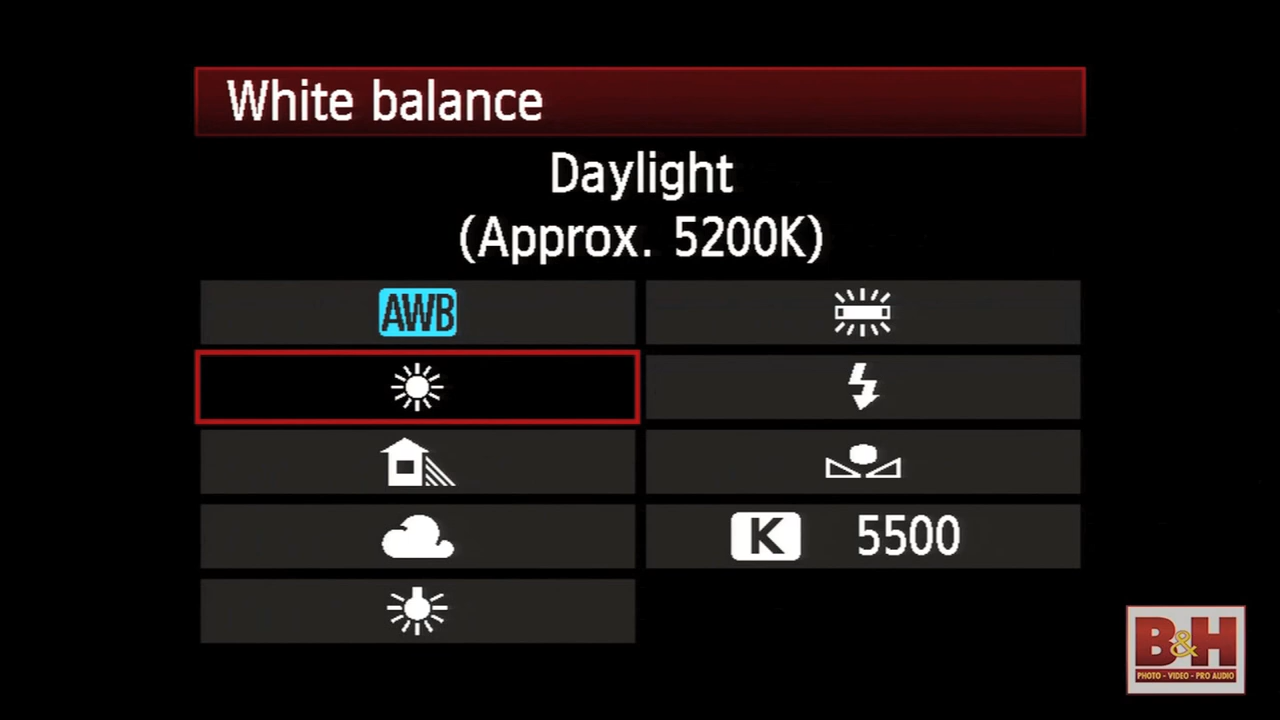 White balance
Daylight
(Approx. 5200K)
AWB
K 5500
B&H
PHOTO - VIDEO - PRO AUDIO